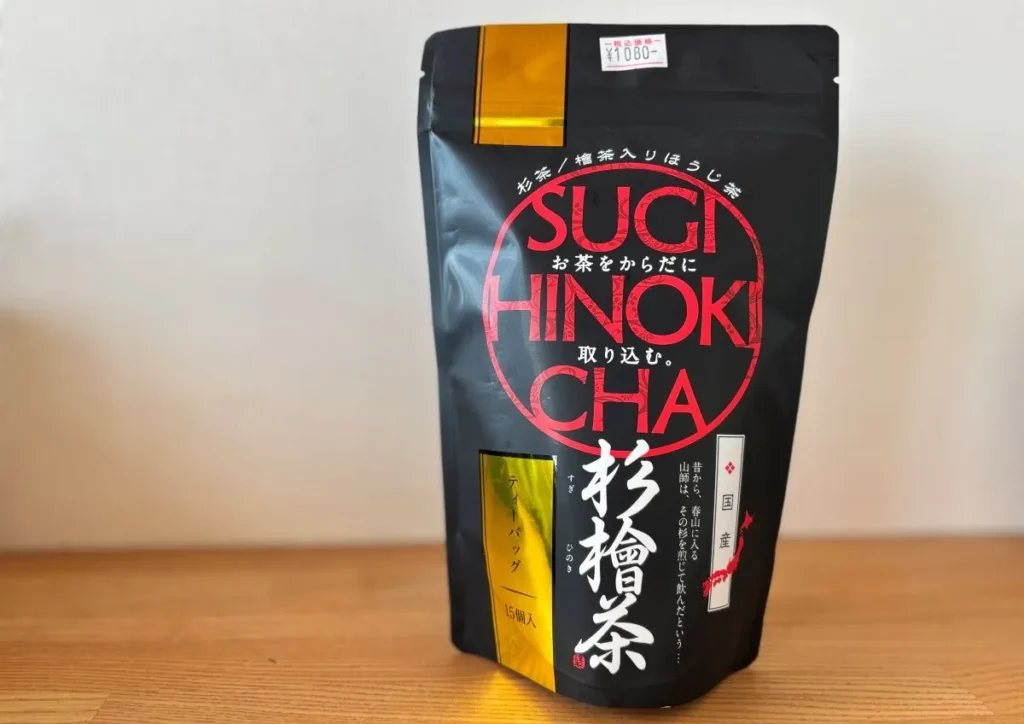 税込価格
¥1080-
杉茶/檜茶入りほうじ茶
SUGI
お茶をからだに
HINOKI
取り込む。
CHA
杉檜茶
すぎ
ひのき
国産
昔から、春山に入る
山師は、その杉を煎じて飲んだという…
ティーバッグ
15個入